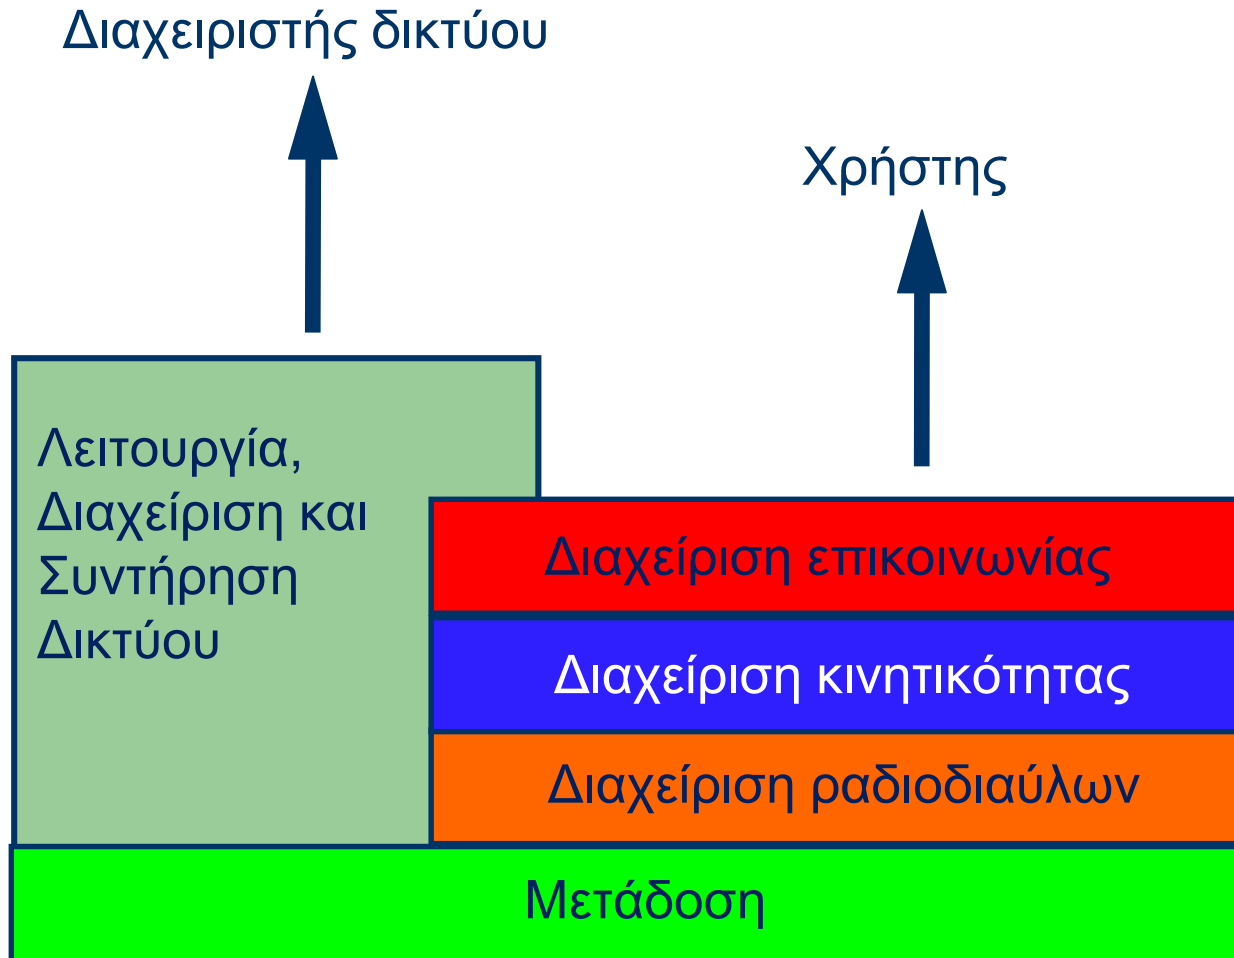 Διαχειριστής δικτύου
Χρήστης
Λειτουργία,
Διαχείριση και
Συντήρηση
Δικτύου
Διαχείριση επικοινωνίας
Διαχείριση κινητικότητας
Διαχείριση ραδιοδιαύλων
Μετάδοση